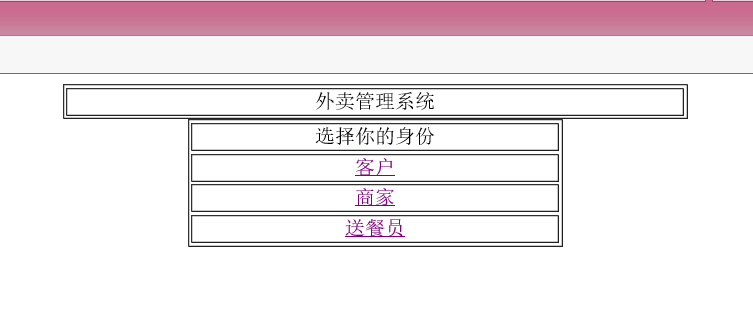 外卖管理系统
选择你的身份
客户
商家
送餐员